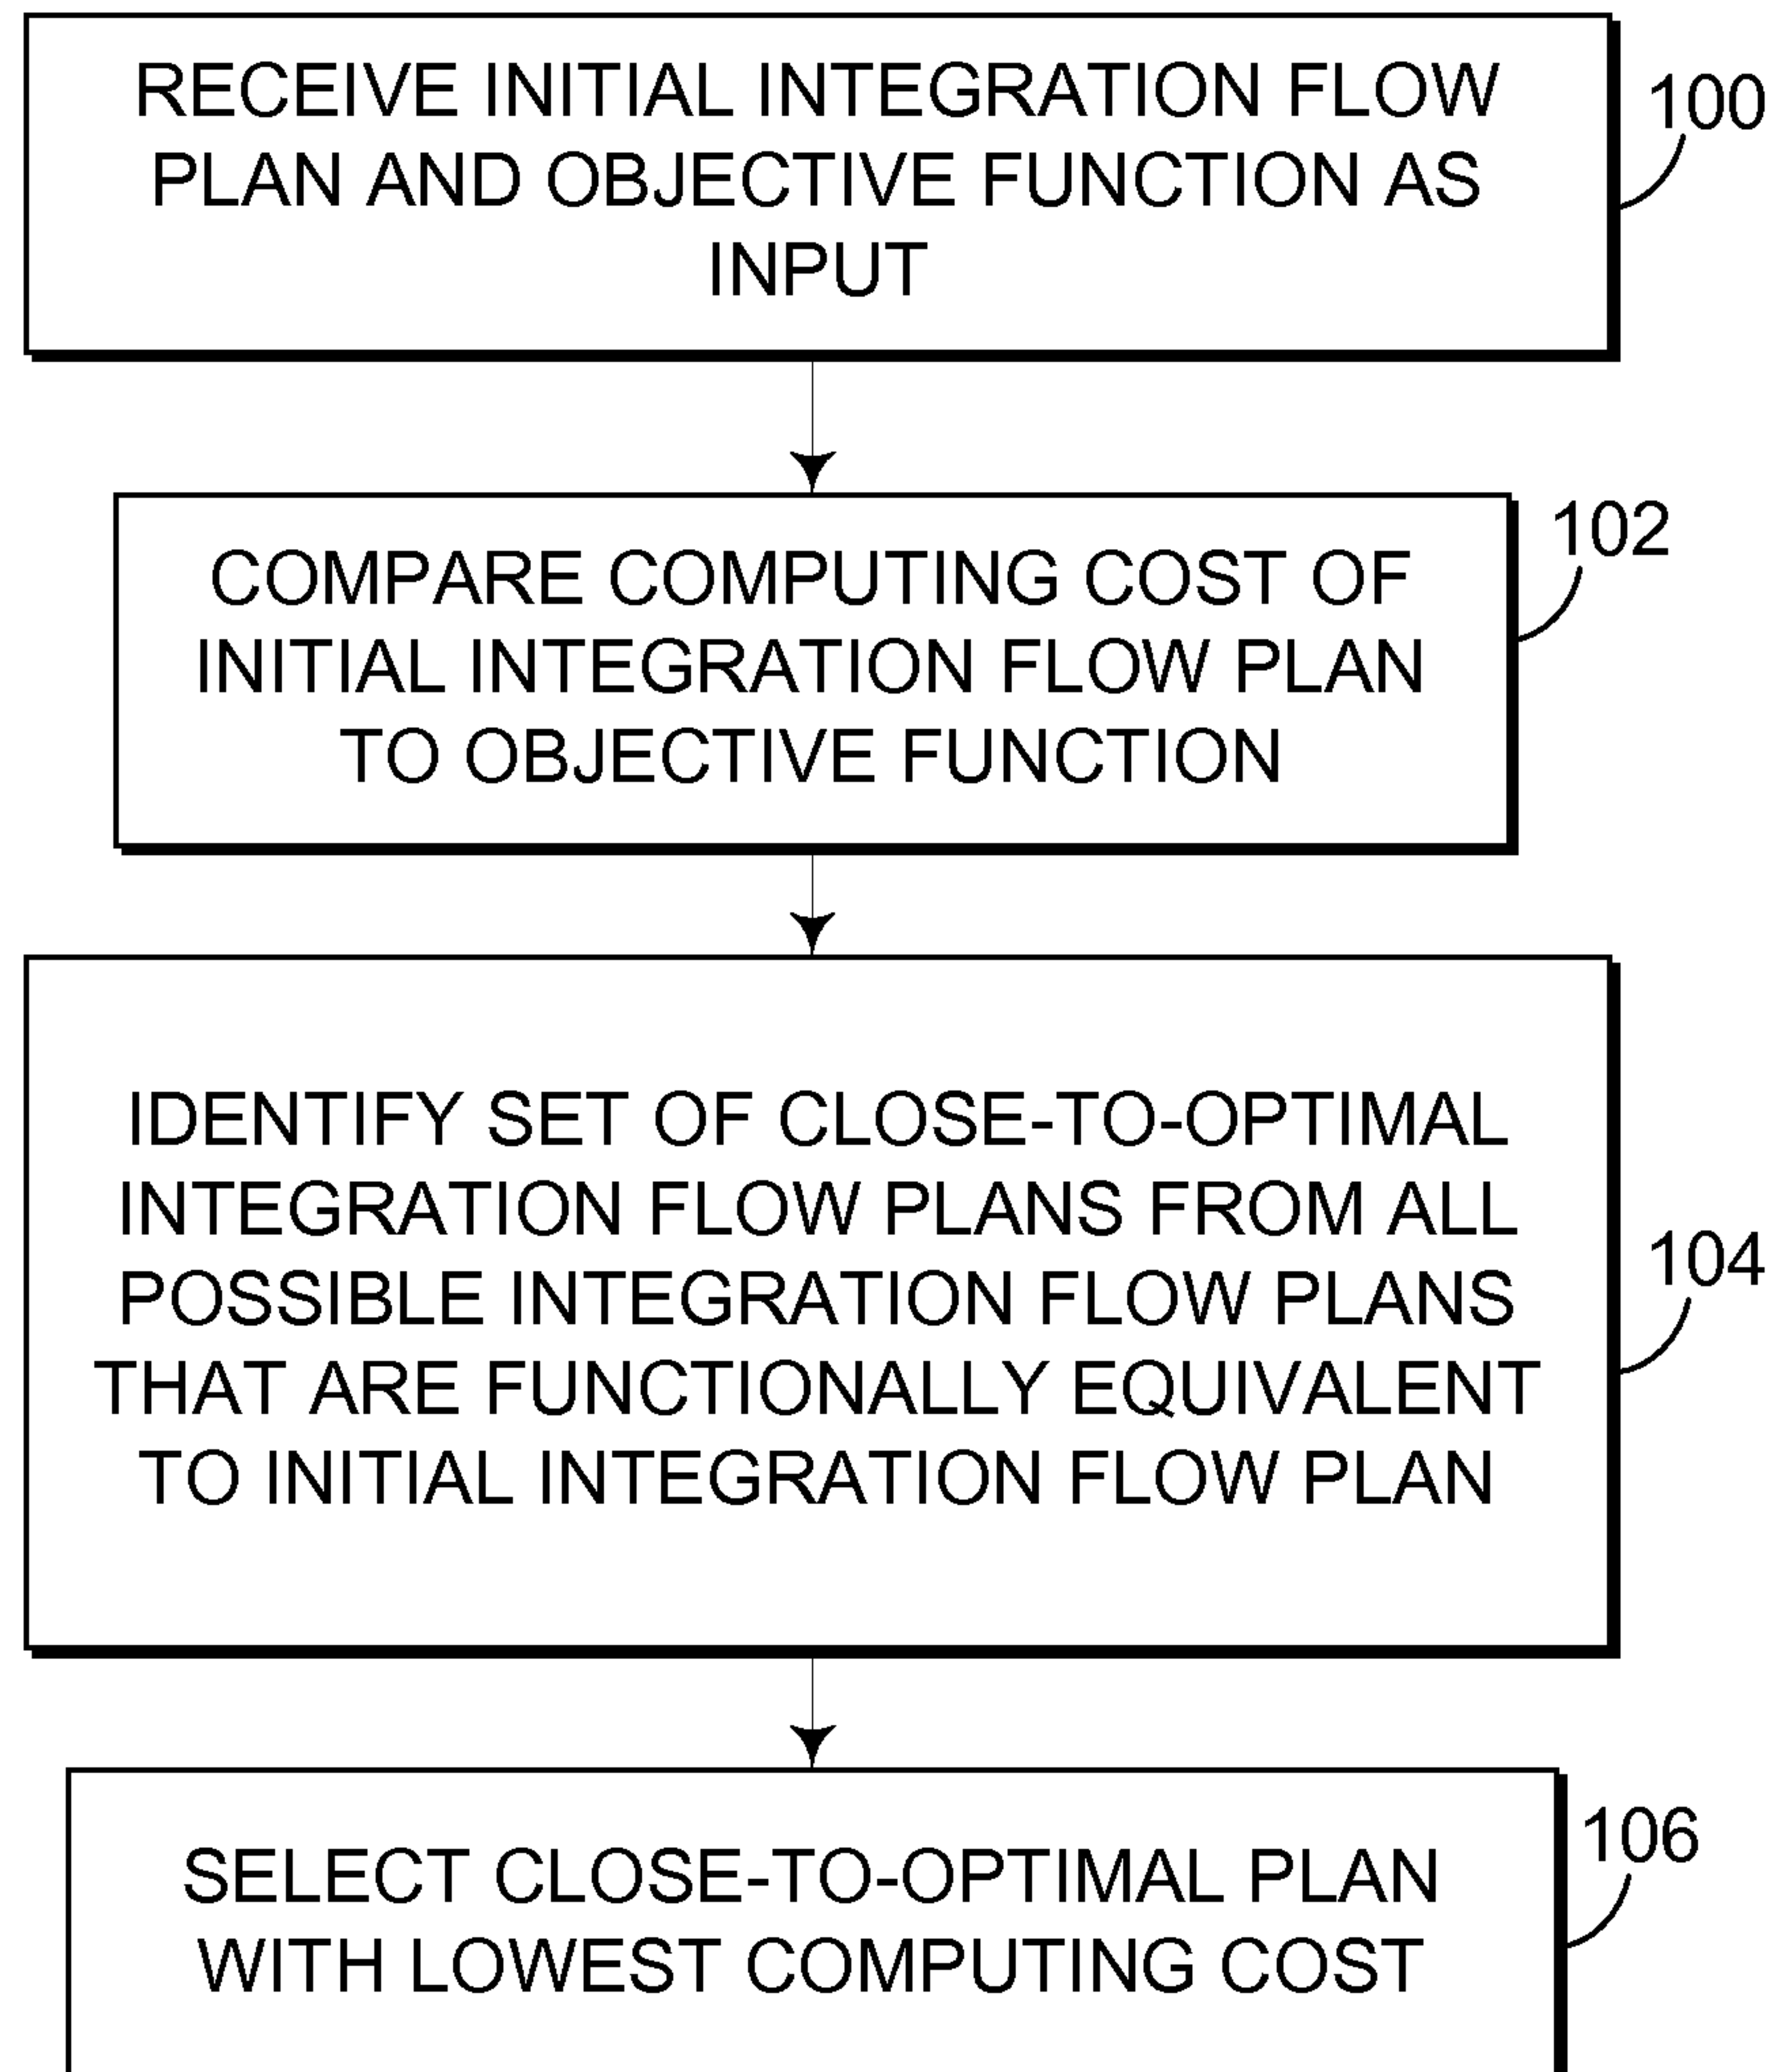 RECEIVE INITIAL INTEGRATION FLOW
PLAN AND OBJECTIVE FUNCTION AS
INPUT
100
COMPARE COMPUTING COST OF
INITIAL INTEGRATION FLOW PLAN
TO OBJECTIVE FUNCTION
102
IDENTIFY SET OF CLOSE-TO-OPTIMAL
INTEGRATION FLOW PLANS FROM ALL
POSSIBLE INTEGRATION FLOW PLANS
THAT ARE FUNCTIONALLY EQUIVALENT
TO INITIAL INTEGRATION FLOW PLAN
104
SELECT CLOSE-TO-OPTIMAL PLAN
WITH LOWEST COMPUTING COST
106